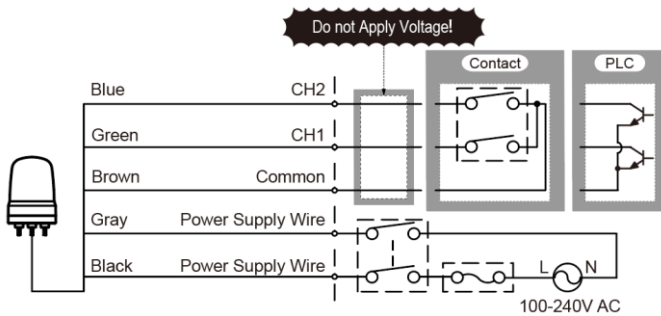 Do not Apply Voltage!
Contact
PLC
Blue CH2
Green CH1
Brown Common
Gray Power Supply Wire
Black Power Supply Wire
L N
100-240V AC